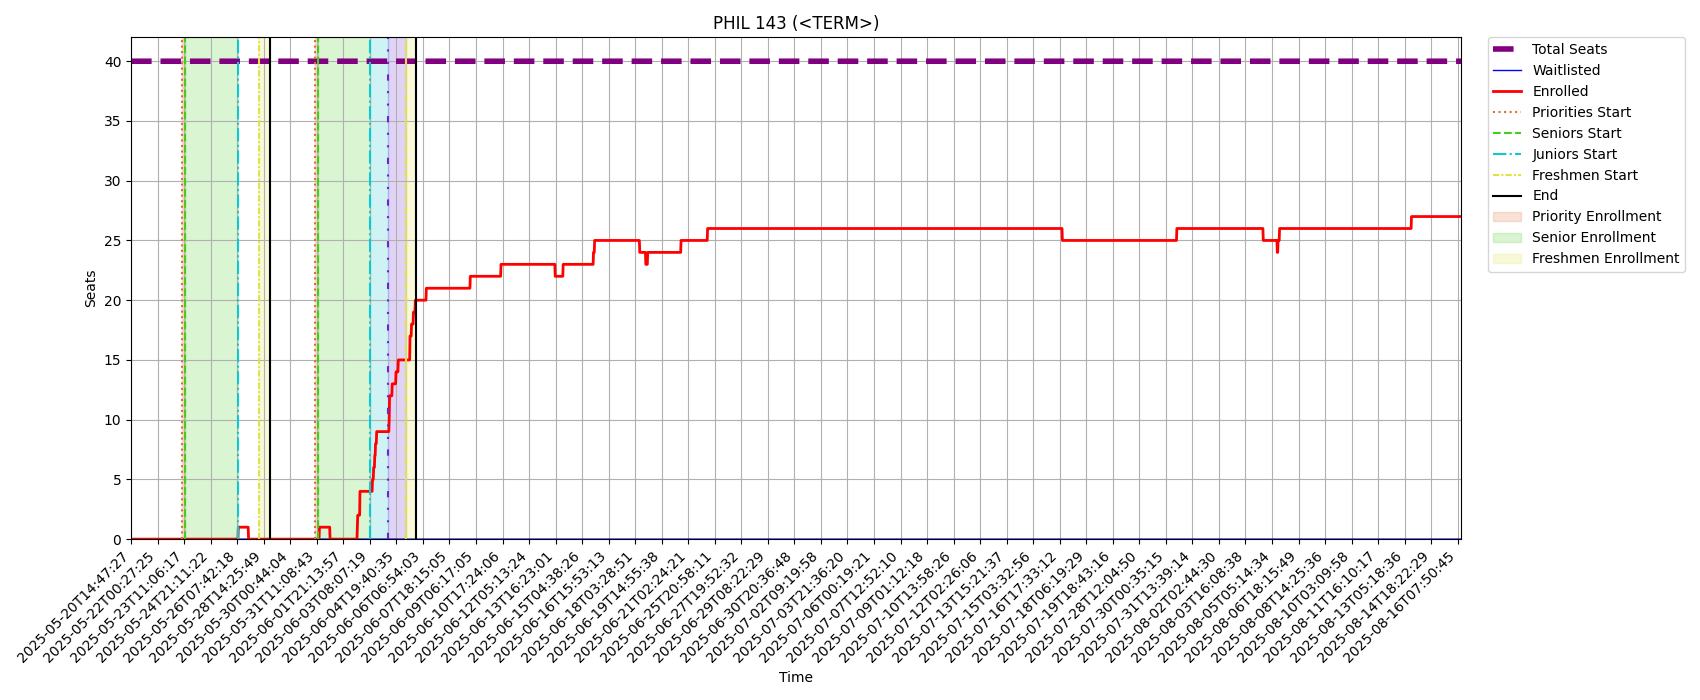 PHIL 143 (<TERM>)
Total Seats
Waitlisted
Enrolled
Priorities Start
Seniors Start
Juniors Start
Freshmen Start
End
Priority Enrollment
Senior Enrollment
Freshmen Enrollment
Seats
40
35
30
25
20
15
10
5
0
2025-05-20T14:47:27
2025-05-22T00:27:25
2025-05-23T11:06:17
2025-05-24T21:11:22
2025-05-26T07:42:18
2025-05-28T14:25:49
2025-05-30T00:44:04
2025-05-31T11:08:43
2025-06-01T21:13:57
2025-06-03T08:07:19
2025-06-04T19:40:35
2025-06-06T06:54:03
2025-06-07T18:15:05
2025-06-09T06:17:05
2025-06-10T17:24:06
2025-06-12T05:13:24
2025-06-13T16:23:01
2025-06-15T04:38:26
2025-06-16T15:53:13
2025-06-18T03:28:51
2025-06-19T14:55:38
2025-06-21T02:24:21
2025-06-25T20:58:11
2025-06-27T19:52:32
2025-06-29T08:22:29
2025-06-30T20:36:48
2025-07-02T09:19:58
2025-07-03T21:36:20
2025-07-06T00:19:21
2025-07-07T12:52:10
2025-07-09T01:12:18
2025-07-10T13:58:26
2025-07-12T02:26:06
2025-07-13T15:21:37
2025-07-15T03:32:56
2025-07-16T17:33:12
2025-07-18T06:19:29
2025-07-19T18:43:16
2025-07-28T12:04:50
2025-07-30T00:35:15
2025-07-31T13:39:14
2025-08-02T02:44:30
2025-08-03T16:08:38
2025-08-05T05:14:34
2025-08-06T18:15:49
2025-08-08T14:25:36
2025-08-10T03:09:58
2025-08-11T16:10:17
2025-08-13T05:18:36
2025-08-14T18:22:29
2025-08-16T07:50:45
Time